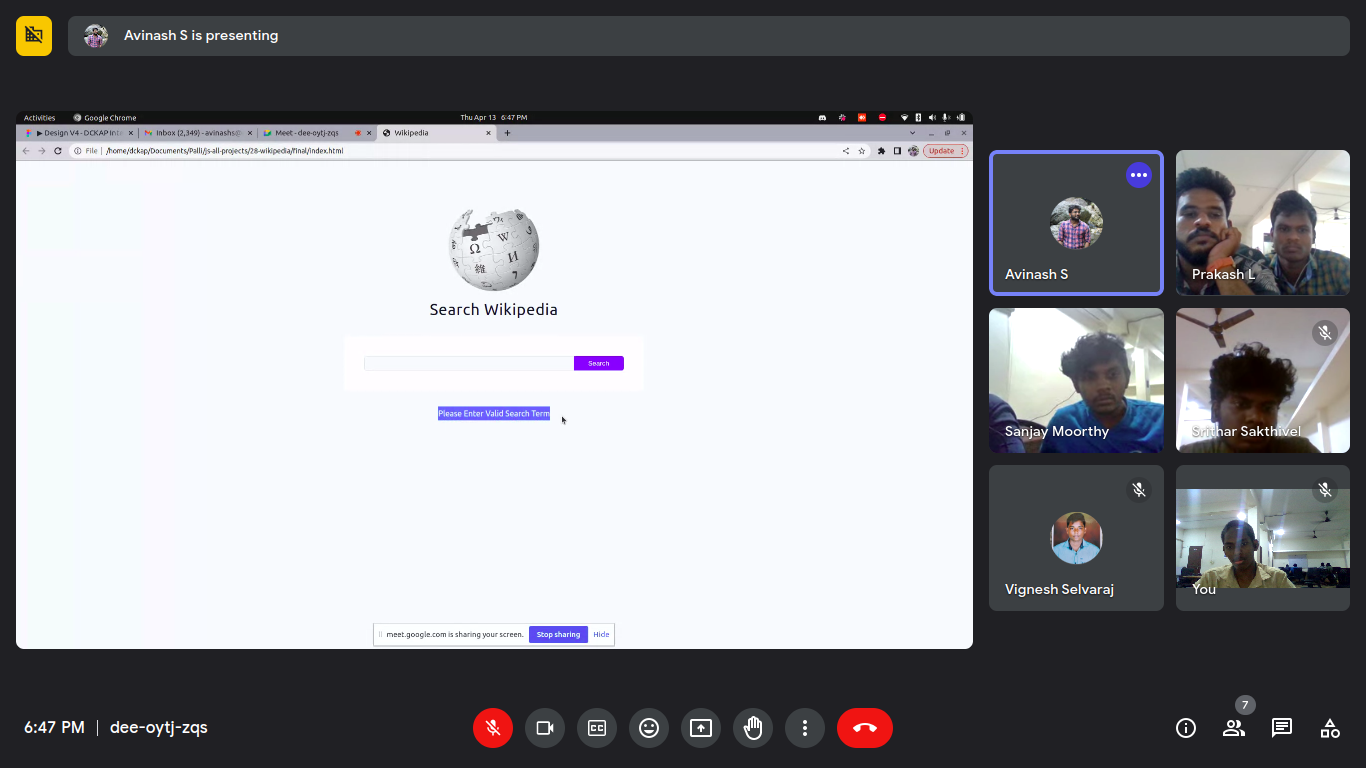 Avinash S is presenting
Activities
Google Chrome
Thu Apr 13 6:47 PM
▶ Design V4 - DCKAP Inte
Inbox (2,349) - avinashs@
Meet - dee-oytj-zqs
Wikipedia
File
/home/dckap/Documents/Palli/js-all-projects/28-wikipedia/final/index.html
Update
Ω
W
И
維
Search Wikipedia
Search
Please Enter Valid Search Term
meet.google.com is sharing your screen.
Stop sharing
Hide
Avinash S
Prakash L
Sanjay Moorthy
Srithar Sakthivel
Vignesh Selvaraj
You
6:47 PM
dee-oytj-zqs
CC
7